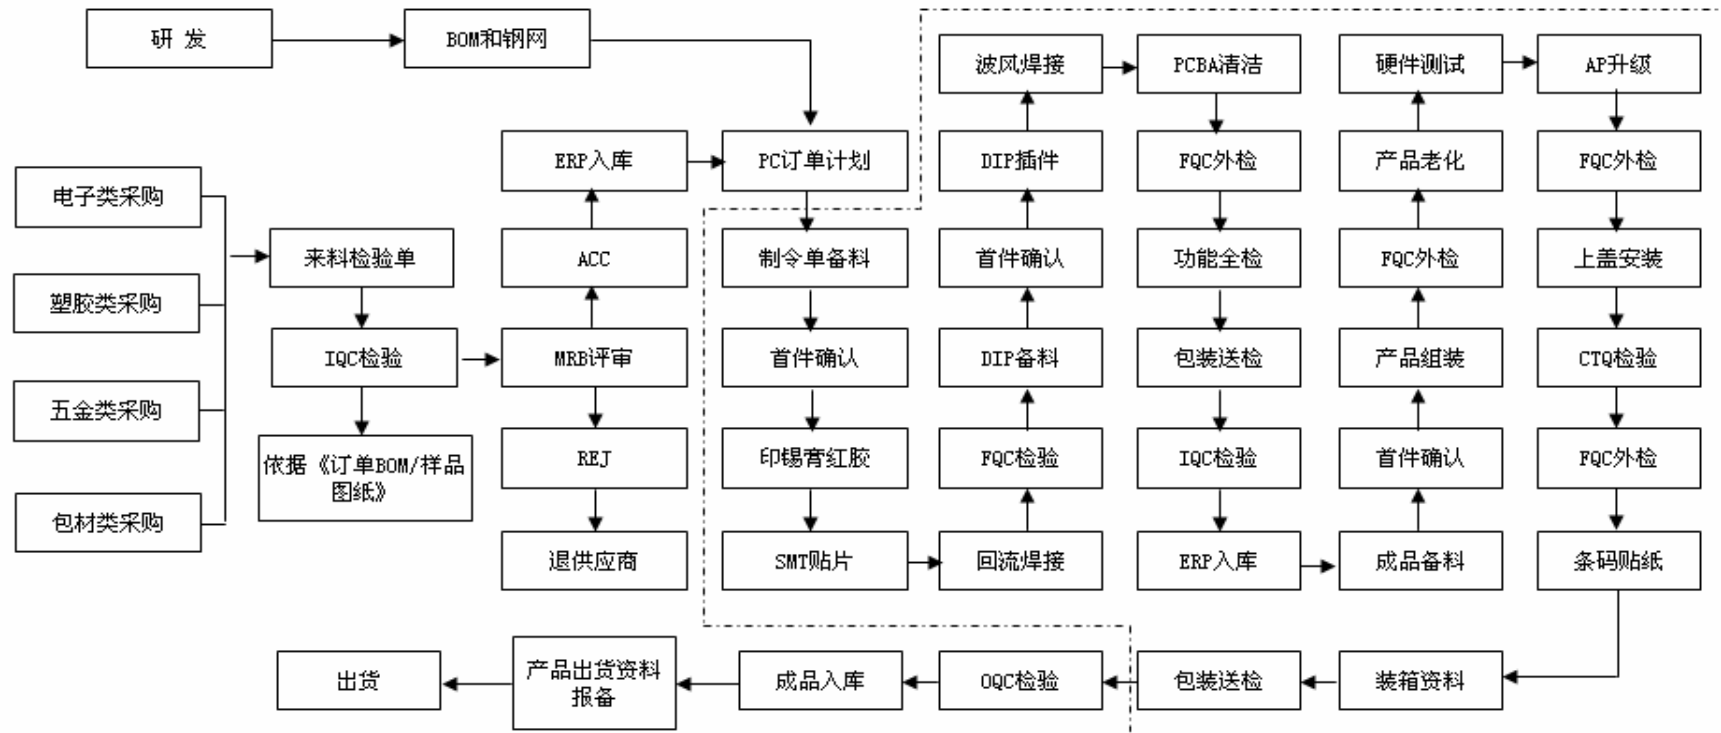 研 发
BOM和钢网
电子类采购
塑胶类采购
五金类采购
包材类采购
来料检验单
IQC检验
依据《订单BOM/样品
图纸》
ERP入库
ACC
MRB评审
REJ
退供应商
PC订单计划
制令单备料
首件确认
印锡膏红胶
SMT贴片
波风焊接
DIP插件
首件确认
DIP备料
FQC检验
回流焊接
PCBA清洁
FQC外检
功能全检
包装送检
IQC检验
ERP入库
硬件测试
产品老化
FQC外检
产品组装
首件确认
成品备料
AP升级
FQC外检
上盖安装
CTQ检验
FQC外检
条码贴纸
装箱资料
包装送检
OQC检验
成品入库
产品出货资料
报备
出货